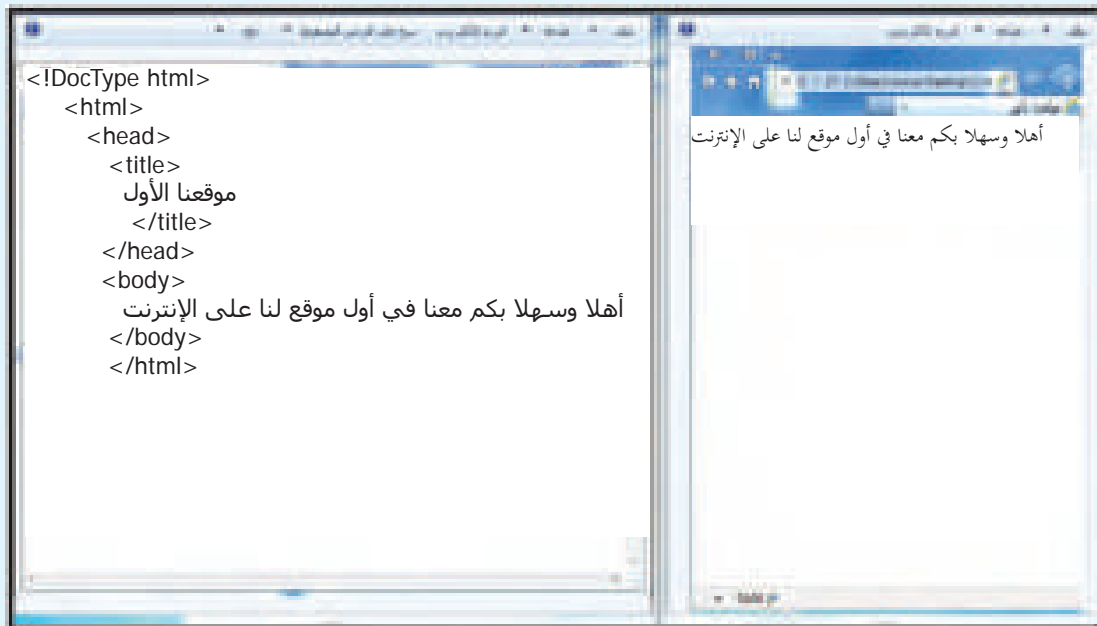 <!DocType html>
<html>
<head>
<title>
موقعنا الأول
</title>
</head>
<body>
أهلا وسهلا بكم معنا في أول موقع لنا على الإنترنت
</body>
</html>
أهلا وسهلا بكم معنا في أول موقع لنا على الإنترنت